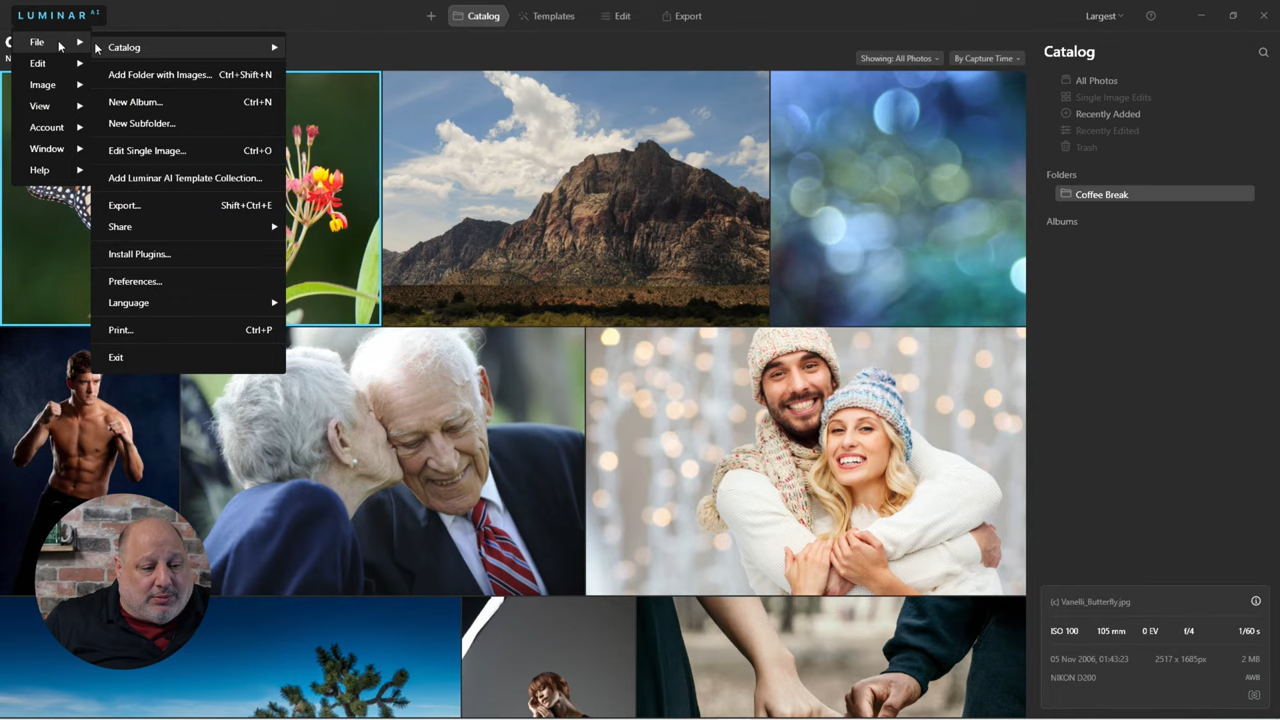 LUMINAR AI
Catalog
Templates
Edit
Export
Largest
File
Edit
Image
View
Account
Window
Help
Catalog
Add Folder with Images... Ctrl+Shift+N
New Album... Ctrl+N
New Subfolder...
Edit Single Image... Ctrl+O
Add Luminar AI Template Collection...
Export... Shift+Ctrl+E
Share
Install Plugins...
Preferences...
Language
Print... Ctrl+P
Exit
Showing: All Photos
By Capture Time
Catalog
All Photos
Single Image Edits
Recently Added
Recently Edited
Trash
Folders
Coffee Break
Albums
(c) Vanelli_Butterfly.jpg
ISO 100 105 mm 0 EV f/4 1/60 s
05 Nov 2006, 01:43:23 2517 x 1685px 2 MB
NIKON D200 AWB